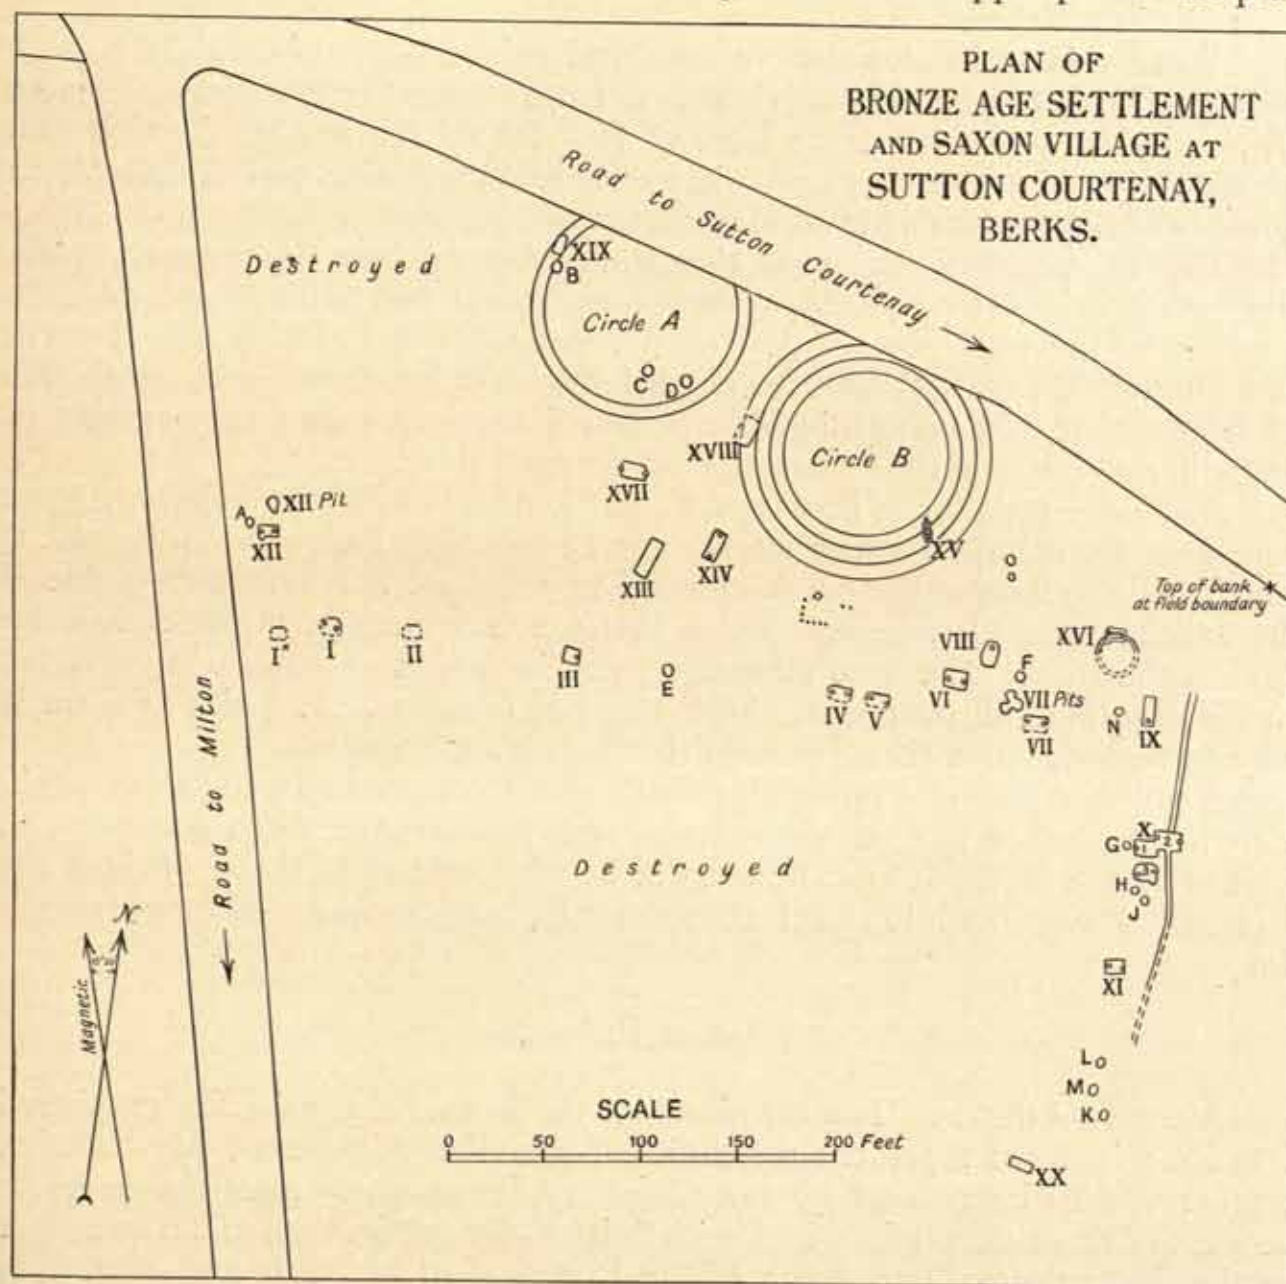 PLAN OF
BRONZE AGE SETTLEMENT
AND SAXON VILLAGE AT
SUTTON COURTENAY,
BERKS.
Road to Sutton Courtenay
Destroyed
XIX
B
Circle A
C
D
XVIII
Circle B
XVII
XII Pit
A
XII
XIII
XIV
XV
Top of bank
at field boundary
I*
I
II
III
E
VIII
XVI
F
IV
V
VI
VII Pits
VII
N
IX
Road to Milton
Destroyed
X
G
1
2
H
J
N
Magnetic
XI
L
M
K
SCALE
0 50 100 150 200 Feet
XX